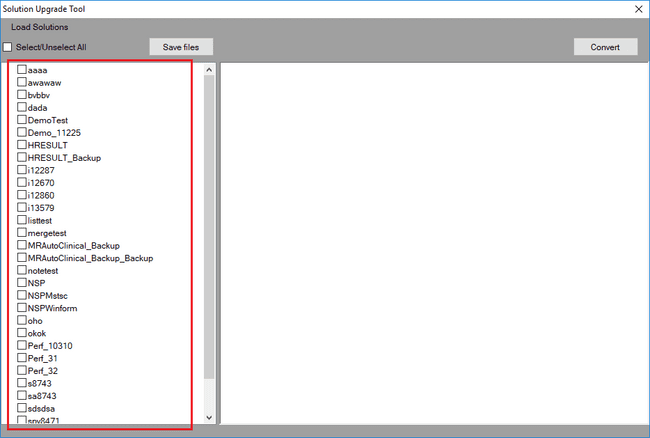 Solution Upgrade Tool
Load Solutions
Select/Unselect All
Save files
Convert
aaaa
awawaw
bvbbv
dada
DemoTest
Demo_11225
HRESULT
HRESULT_Backup
i12287
i12670
i12860
i13579
listtest
mergetest
MRAutoClinical_Backup
MRAutoClinical_Backup_Backup
notetest
NSP
NSPMstsc
NSPWinform
oho
okok
Perf_10310
Perf_31
Perf_32
s8743
sa8743
sdsdsa